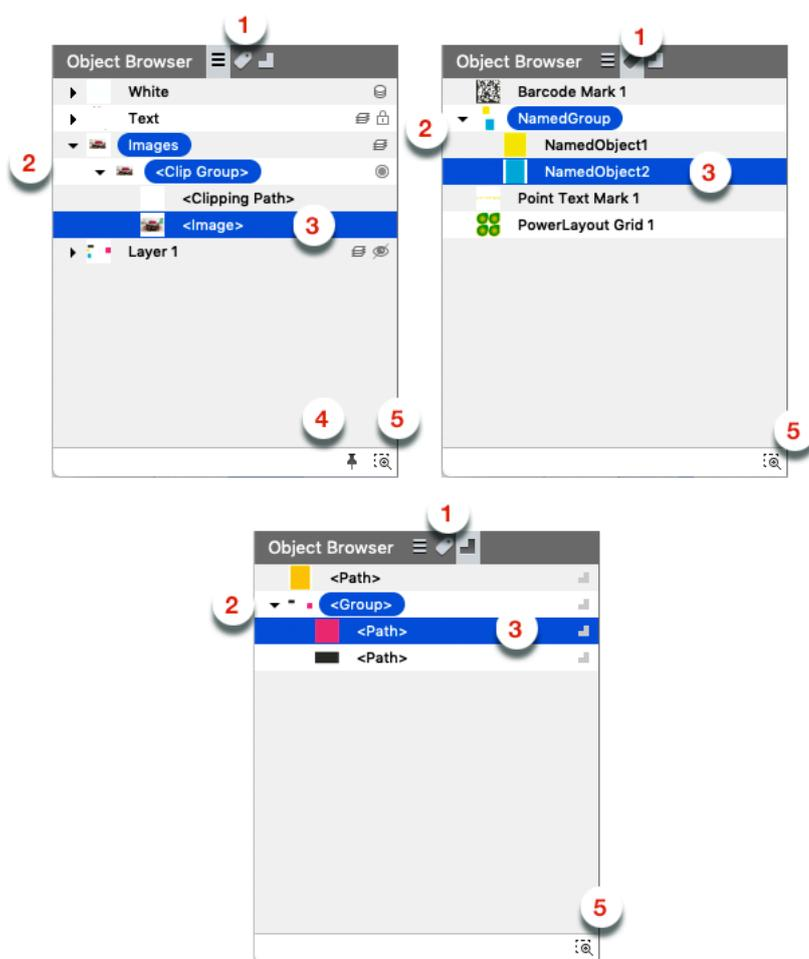 1
Object Browser
White
Text
2
Images
<Clip Group>
<Clipping Path>
<Image>
3
Layer 1
4
5
1
Object Browser
Barcode Mark 1
2
NamedGroup
NamedObject1
NamedObject2
3
Point Text Mark 1
PowerLayout Grid 1
5
1
Object Browser
<Path>
2
<Group>
<Path>
3
<Path>
5